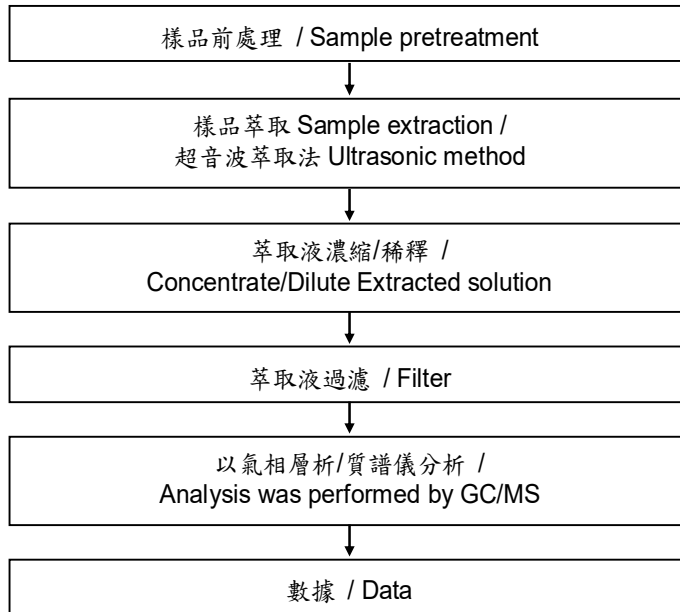 樣品前處理 / Sample pretreatment
樣品萃取 Sample extraction /
超音波萃取法 Ultrasonic method
萃取液濃縮/稀釋 /
Concentrate/Dilute Extracted solution
萃取液過濾 / Filter
以氣相層析/質譜儀分析 /
Analysis was performed by GC/MS
數據 / Data